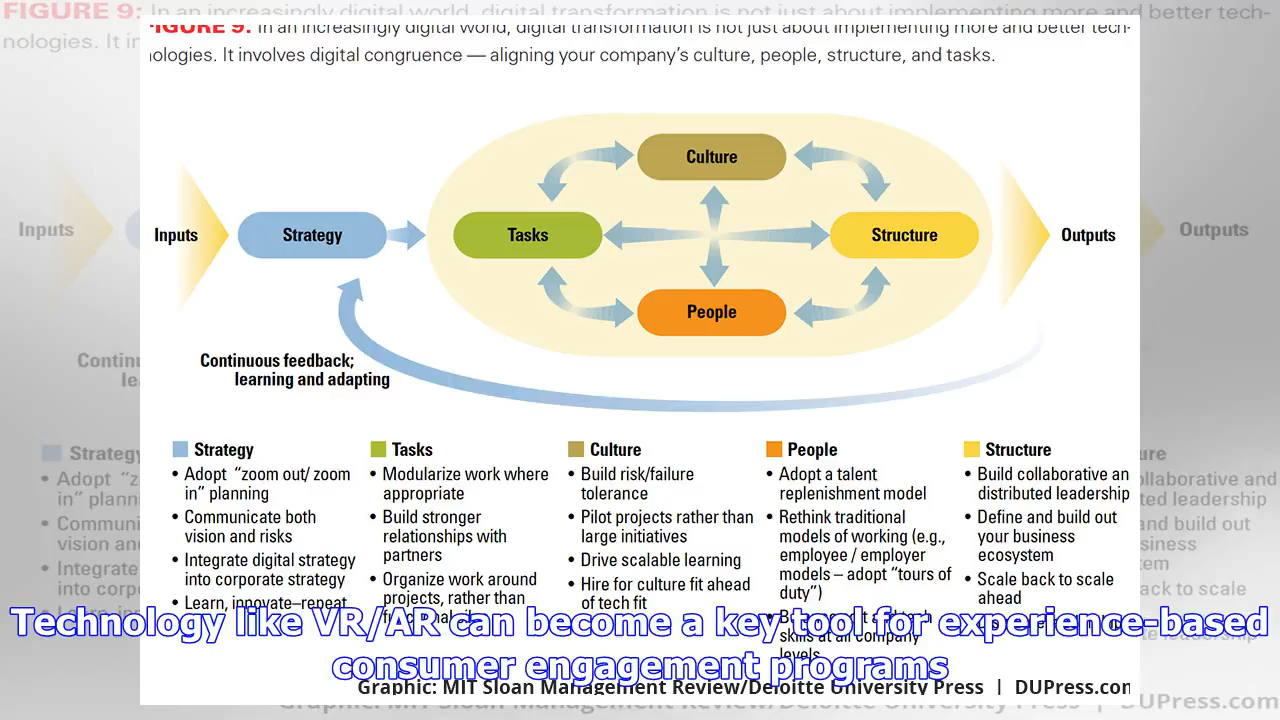 FIGURE 9: In an increasingly digital world, digital transformation is not just about implementing more and better tech-
nologies. It involves digital congruence — aligning your company's culture, people, structure, and tasks.
Culture
Inputs
Strategy
Tasks
Structure
Outputs
People
Continuous feedback;
learning and adapting
Strategy
• Adopt “zoom out/ zoom
in” planning
• Communicate both
vision and risks
• Integrate digital strategy
into corporate strategy
• Learn, innovate–repeat
Tasks
• Modularize work where
appropriate
• Build stronger
relationships with
partners
• Organize work around
projects, rather than
Culture
• Build risk/failure
tolerance
• Pilot projects rather than
large initiatives
• Drive scalable learning
• Hire for culture fit ahead
of tech fit
People
• Adopt a talent
replenishment model
• Rethink traditional
models of working (e.g.,
employee / employer
models – adopt “tours of
duty”)
skills at all company
levels
Structure
• Build collaborative an
distributed leadership
• Define and build out
your business
ecosystem
• Scale back to scale
ahead
Technology like VR/AR can become a key tool for experience-based
consumer engagement programs
Graphic: MIT Sloan Management Review/Deloitte University Press | DUPress.com